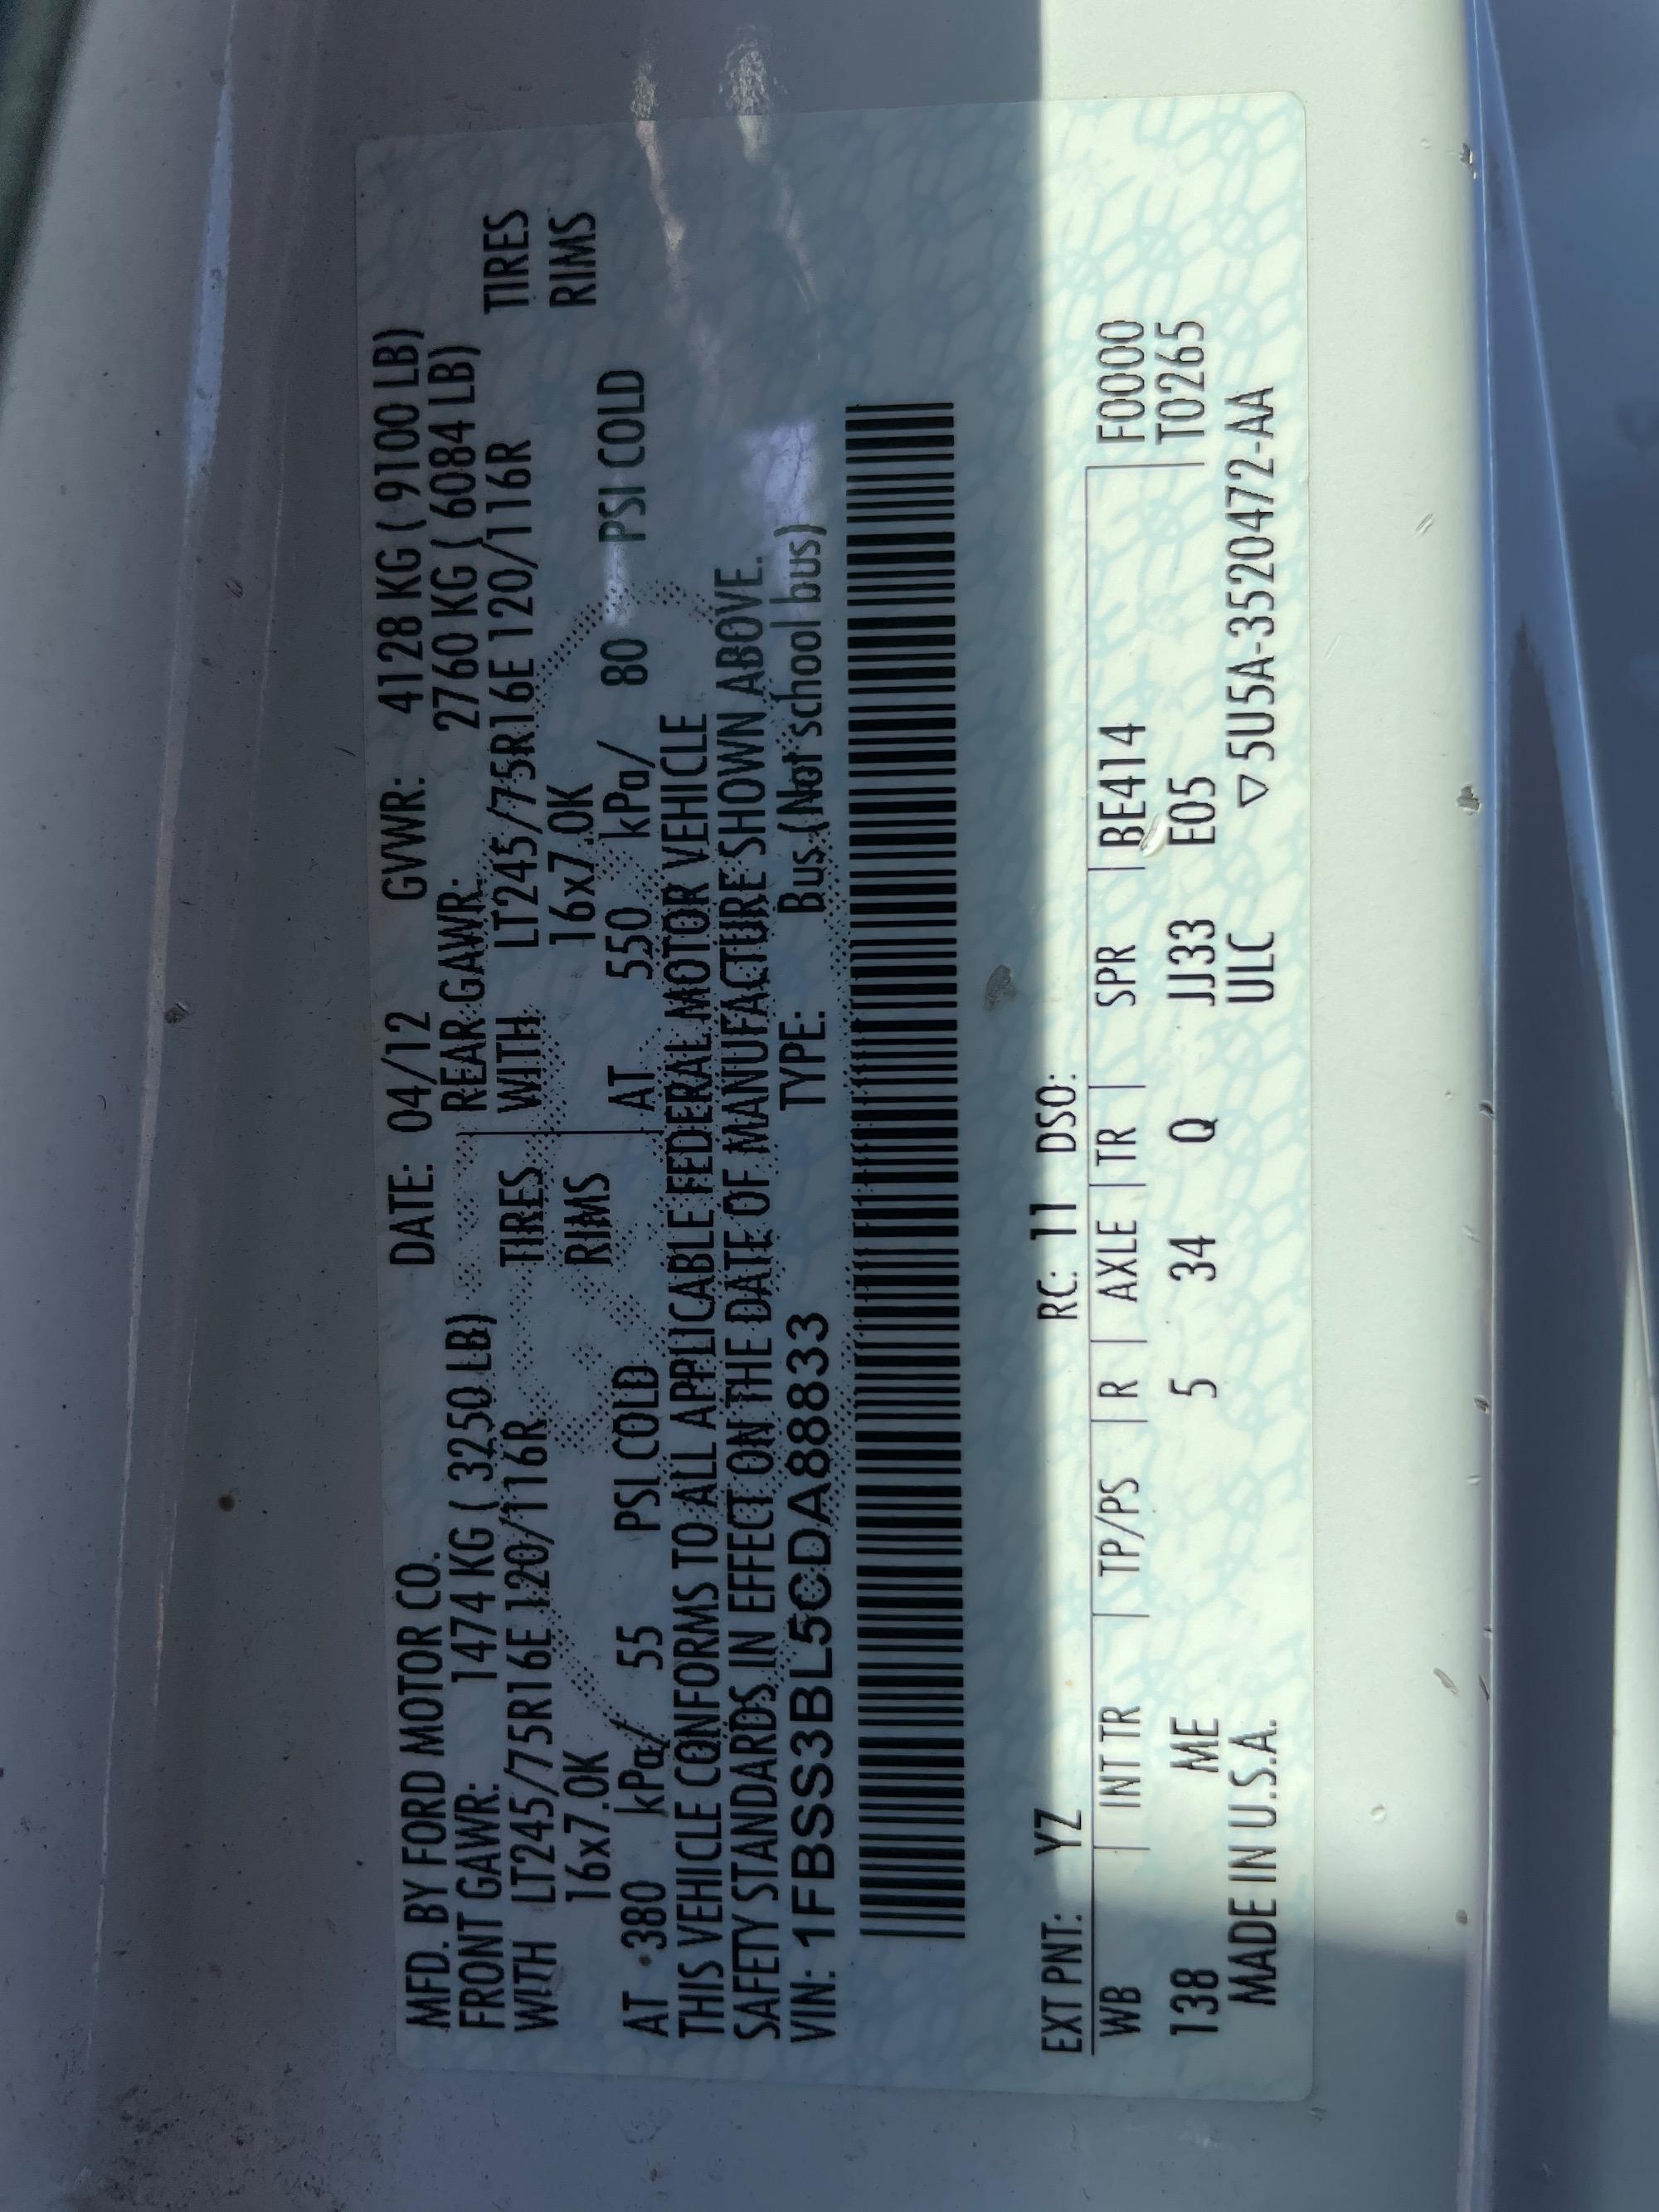 MFD. BY FORD MOTOR CO. DATE: 04/12 GVWR: 4128 KG ( 9100 LB)
FRONT GAWR: 1474 KG ( 3250 LB) REAR GAWR: 2760 KG ( 6084 LB)
WITH LT245/75R16E 120/116R TIRES WITH LT245/75R16E 120/116R TIRES
16x7.0K RIMS 16x7.0K RIMS
AT 380 kPa/ 55 PSI COLD AT 550 kPa/ 80 PSI COLD
THIS VEHICLE CONFORMS TO ALL APPLICABLE FEDERAL MOTOR VEHICLE
SAFETY STANDARDS IN EFFECT ON THE DATE OF MANUFACTURE SHOWN ABOVE.
VIN: 1FBSS3BL5CDA88833 TYPE: Bus (Not school bus)
EXT PNT: YZ RC: 11 DSO:
WB | INT TR | TP/PS | R | AXLE | TR | SPR | BE414 F0000
138 ME 5 34 Q JJ33 E05 T0265
MADE IN U.S.A. ULC ▽5U5A-3520472-AA